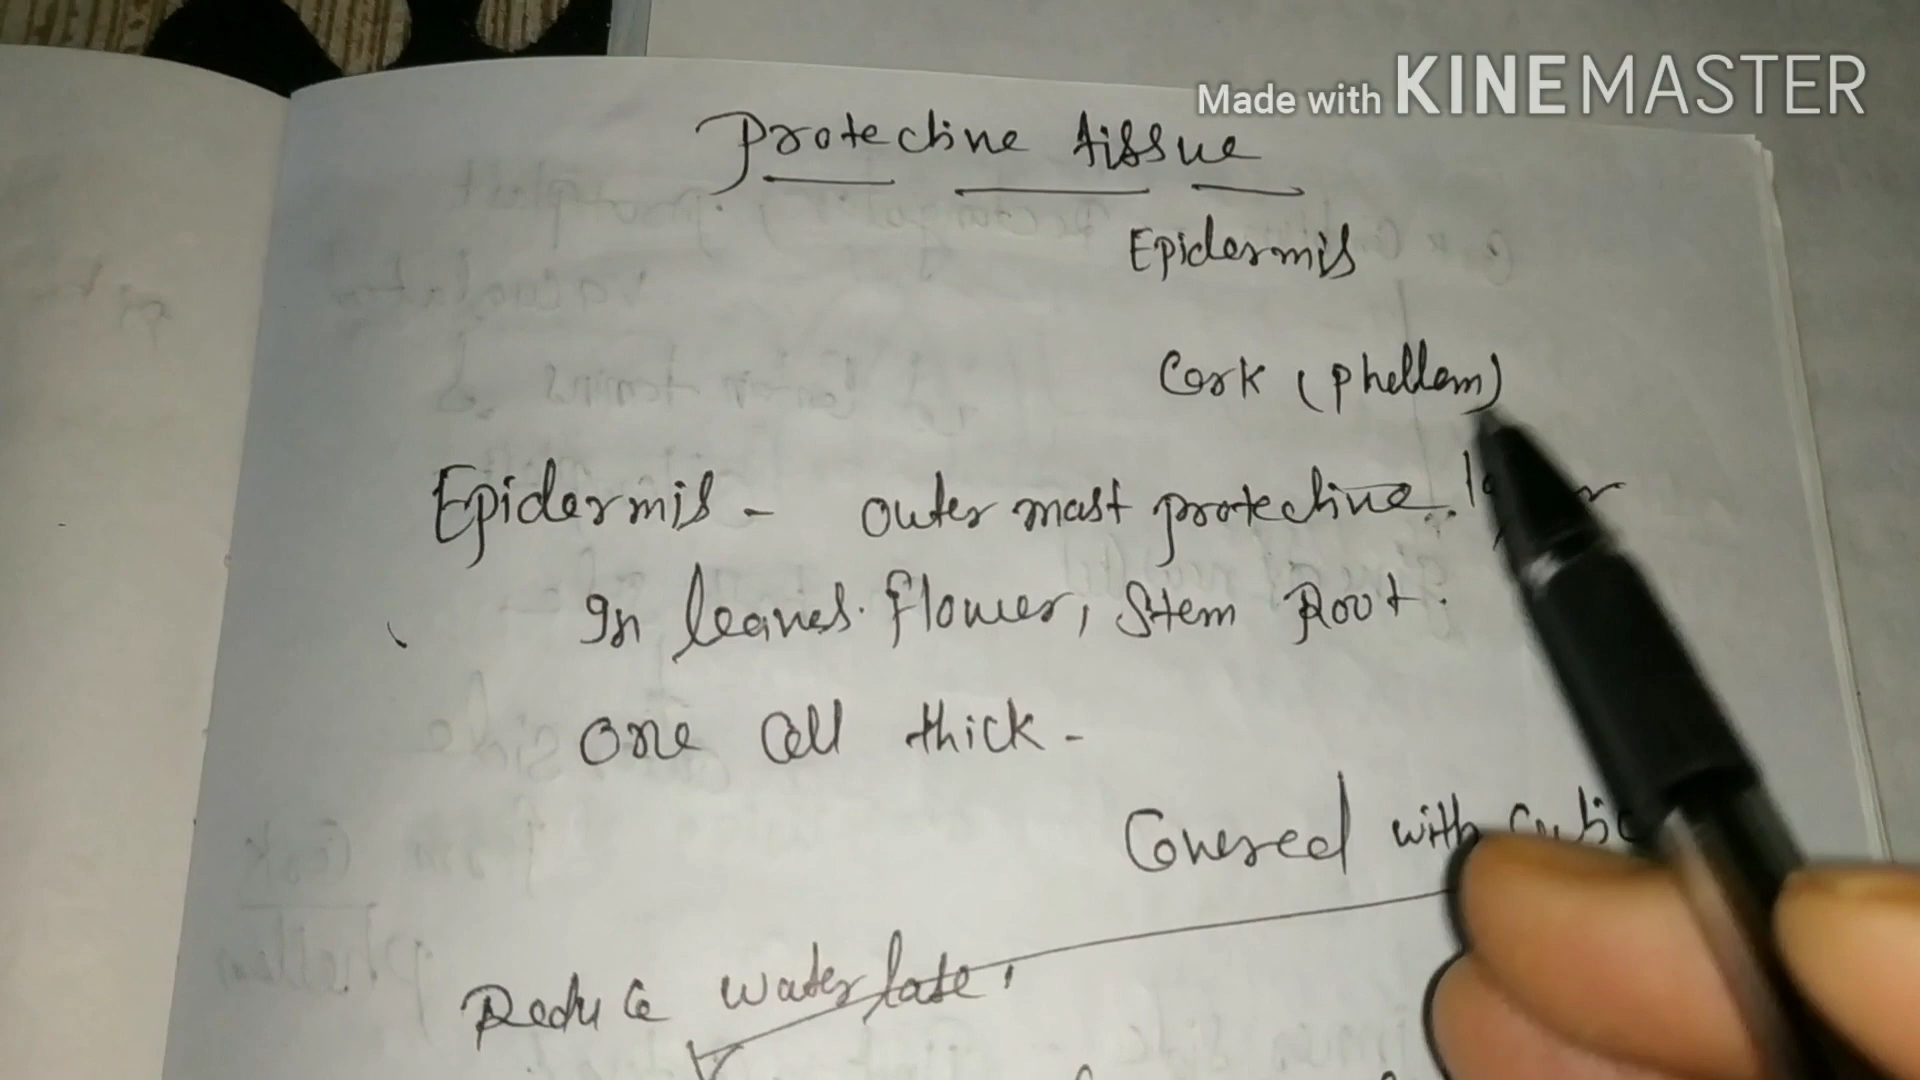 Made with KINEMASTER
Protective tissue
Epidermis
Cork (phellem)
Epidermis - outer mast protective
In leaves. flower, Stem Root.
one cell thick -
Covered with
Reduce water